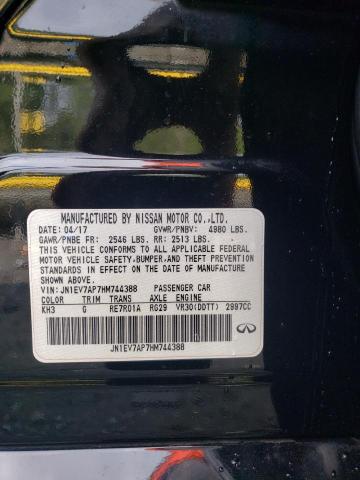 MANUFACTURED BY NISSAN MOTOR CO.,LTD.
DATE: 04/17 GVWR/PNBV: 4980 LBS.
GAWR/PNBE FR: 2546 LBS. RR: 2513 LBS.
THIS VEHICLE CONFORMS TO ALL APPLICABLE
FEDERAL MOTOR VEHICLE SAFETY,BUMPER,AND THEFT PREVENTION
STANDARDS IN EFFECT ON THE DATE OF MANUFACTURE
SHOWN ABOVE.
VIN: JN1EV7AP7HM744388 PASSENGER CAR
COLOR TRIM TRANS AXLE ENGINE
KH3 G RE7R01A RG29 VR30(DDTT) 2997CC
JN1EV7AP7HM744388
INFINITI